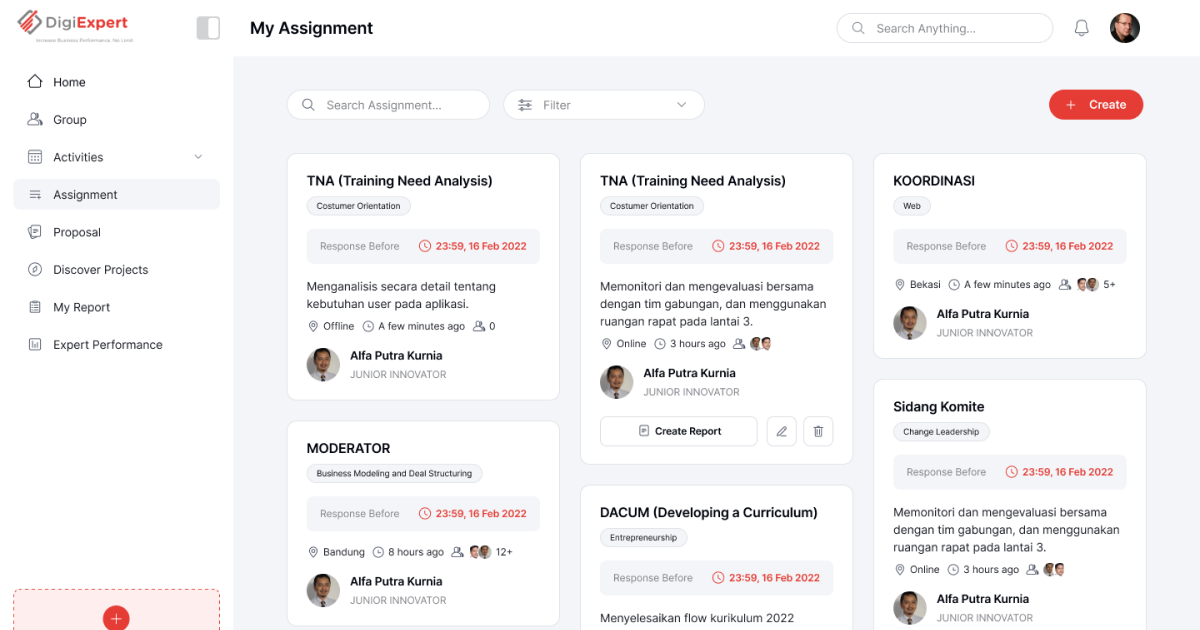 DigiExpert
Increase Business Performance, No Limit
My Assignment
Search Anything...
Home
Group
Activities
Assignment
Proposal
Discover Projects
My Report
Expert Performance
Search Assignment...
Filter
Create
TNA (Training Need Analysis)
Costumer Orientation
Response Before 23:59, 16 Feb 2022
Menganalisis secara detail tentang
kebutuhan user pada aplikasi.
Offline A few minutes ago 0
Alfa Putra Kurnia
JUNIOR INNOVATOR
MODERATOR
Business Modeling and Deal Structuring
Response Before 23:59, 16 Feb 2022
Bandung 8 hours ago 12+
Alfa Putra Kurnia
JUNIOR INNOVATOR
TNA (Training Need Analysis)
Costumer Orientation
Response Before 23:59, 16 Feb 2022
Memonitori dan mengevaluasi bersama
dengan tim gabungan, dan menggunakan
ruangan rapat pada lantai 3.
Online 3 hours ago
Alfa Putra Kurnia
JUNIOR INNOVATOR
Create Report
DACUM (Developing a Curriculum)
Entrepreneurship
Response Before 23:59, 16 Feb 2022
Menyelesaikan flow kurikulum 2022
KOORDINASI
Web
Response Before 23:59, 16 Feb 2022
Bekasi A few minutes ago 5+
Alfa Putra Kurnia
JUNIOR INNOVATOR
Sidang Komite
Change Leadership
Response Before 23:59, 16 Feb 2022
Memonitori dan mengevaluasi bersama
dengan tim gabungan, dan menggunakan
ruangan rapat pada lantai 3.
Online 3 hours ago
Alfa Putra Kurnia
JUNIOR INNOVATOR